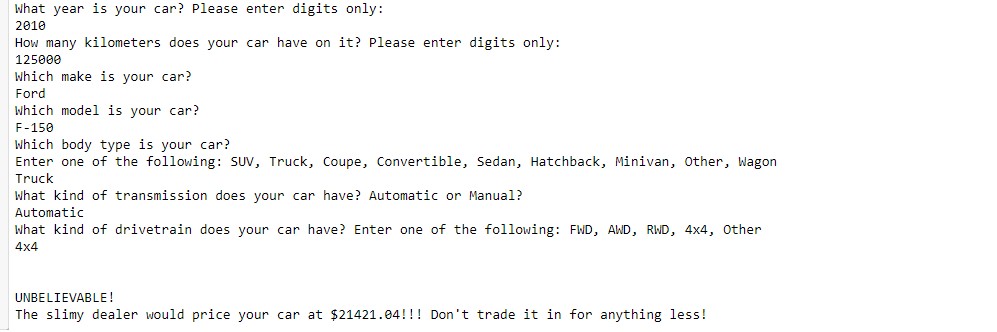 What year is your car? Please enter digits only:
2010
How many kilometers does your car have on it? Please enter digits only:
125000
Which make is your car?
Ford
Which model is your car?
F-150
Which body type is your car?
Enter one of the following: SUV, Truck, Coupe, Convertible, Sedan, Hatchback, Minivan, Other, Wagon
Truck
What kind of transmission does your car have? Automatic or Manual?
Automatic
What kind of drivetrain does your car have? Enter one of the following: FWD, AWD, RWD, 4x4, Other
4x4
UNBELIEVABLE!
The slimy dealer would price your car at $21421.04!!! Don't trade it in for anything less!